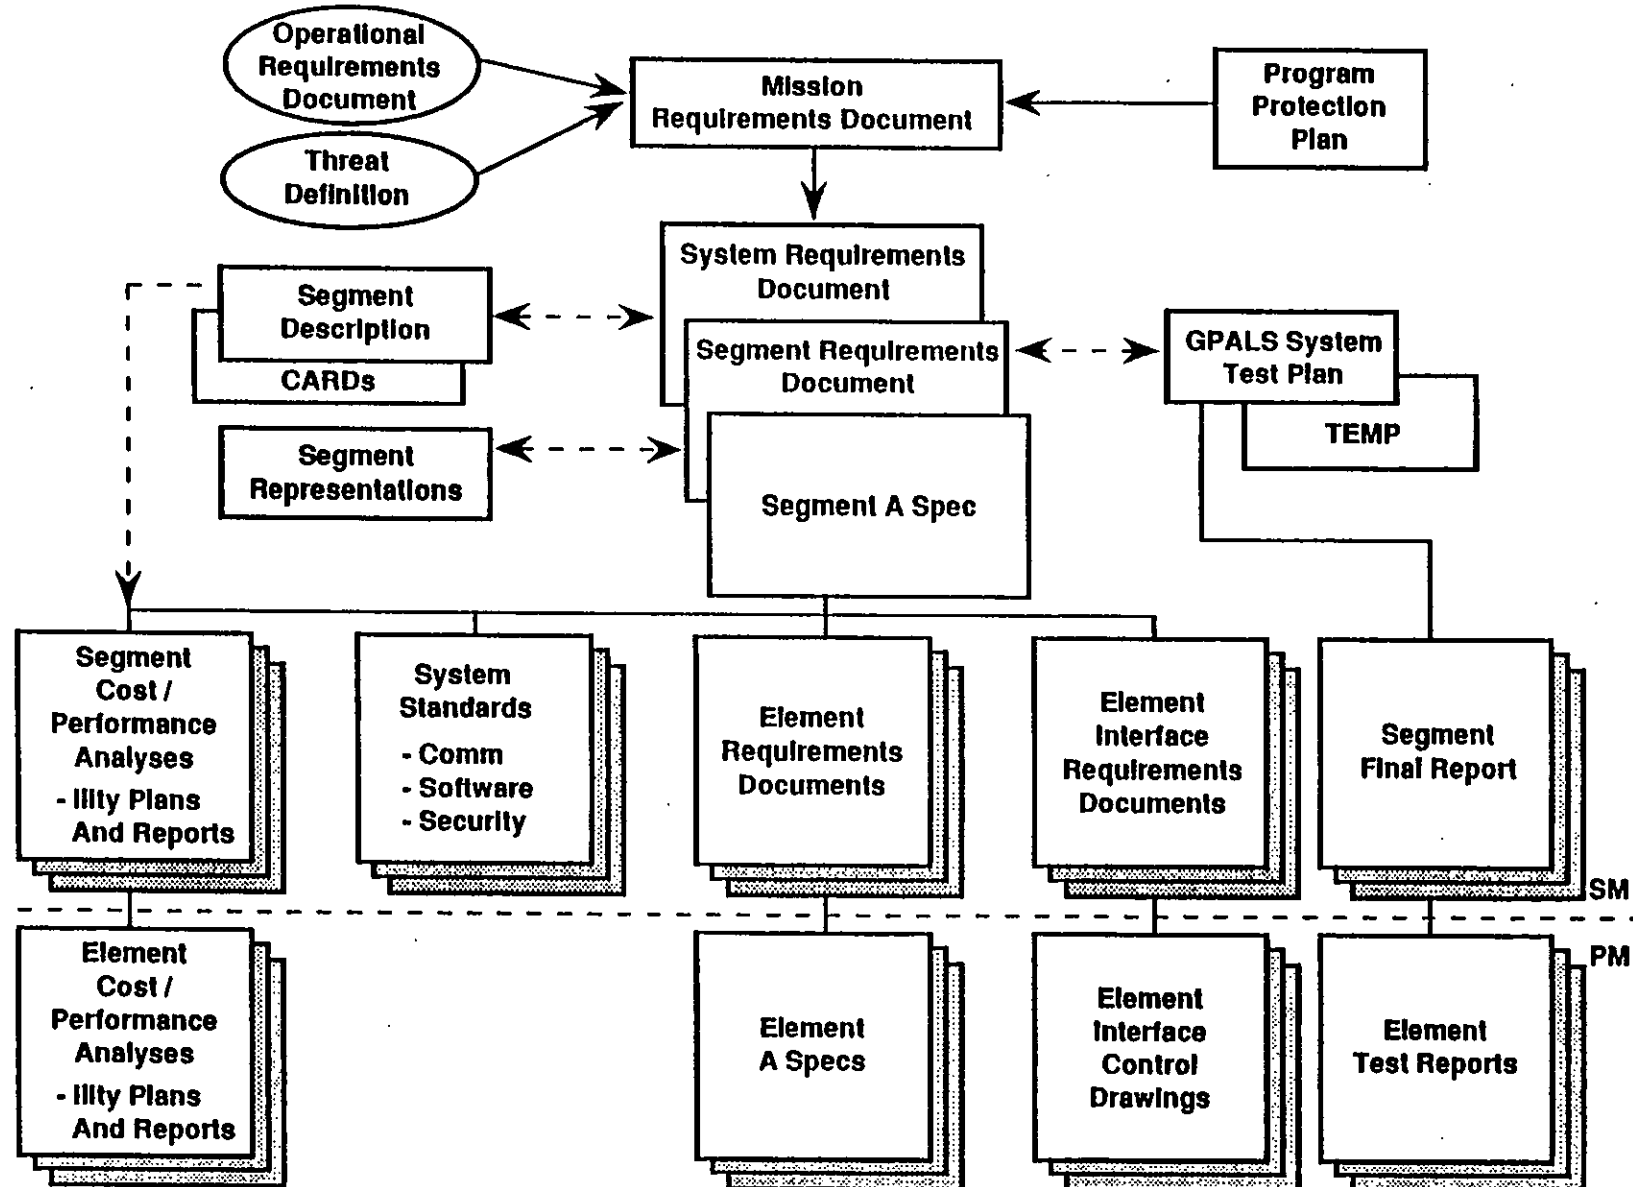 Operational
Requirements
Document
Mission
Requirements Document
Program
Protection
Plan
Threat
Definition
System Requirements
Document
Segment
Description
CARDs
Segment Requirements
Document
GPALS System
Test Plan
TEMP
Segment
Representations
Segment A Spec
Segment
Cost /
Performance
Analyses
- Ility Plans
And Reports
System
Standards
- Comm
- Software
- Security
Element
Requirements
Documents
Element
Interface
Requirements
Documents
Segment
Final Report
SM
PM
Element
Cost /
Performance
Analyses
- Ility Plans
And Reports
Element
A Specs
Element
Interface
Control
Drawings
Element
Test Reports